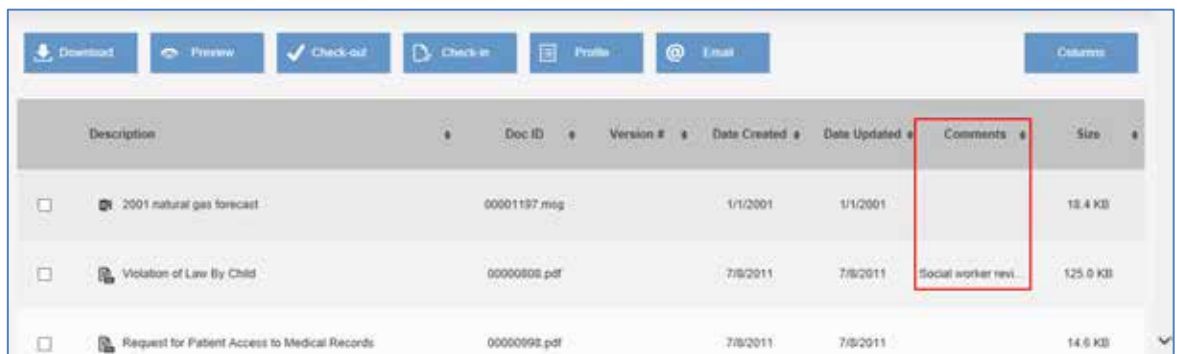 Download Preview Check-out Check-in Profile @ Email Columns
Description Doc ID Version # Date Created Date Updated Comments Size
2001 natural gas forecast 00001197.msg 1/1/2001 1/1/2001 18.4 KB
Violation of Law By Child 00000808.pdf 7/8/2011 7/8/2011 Social worker revi... 125.0 KB
Request for Patient Access to Medical Records 00000998.pdf 7/8/2011 7/8/2011 14.6 KB